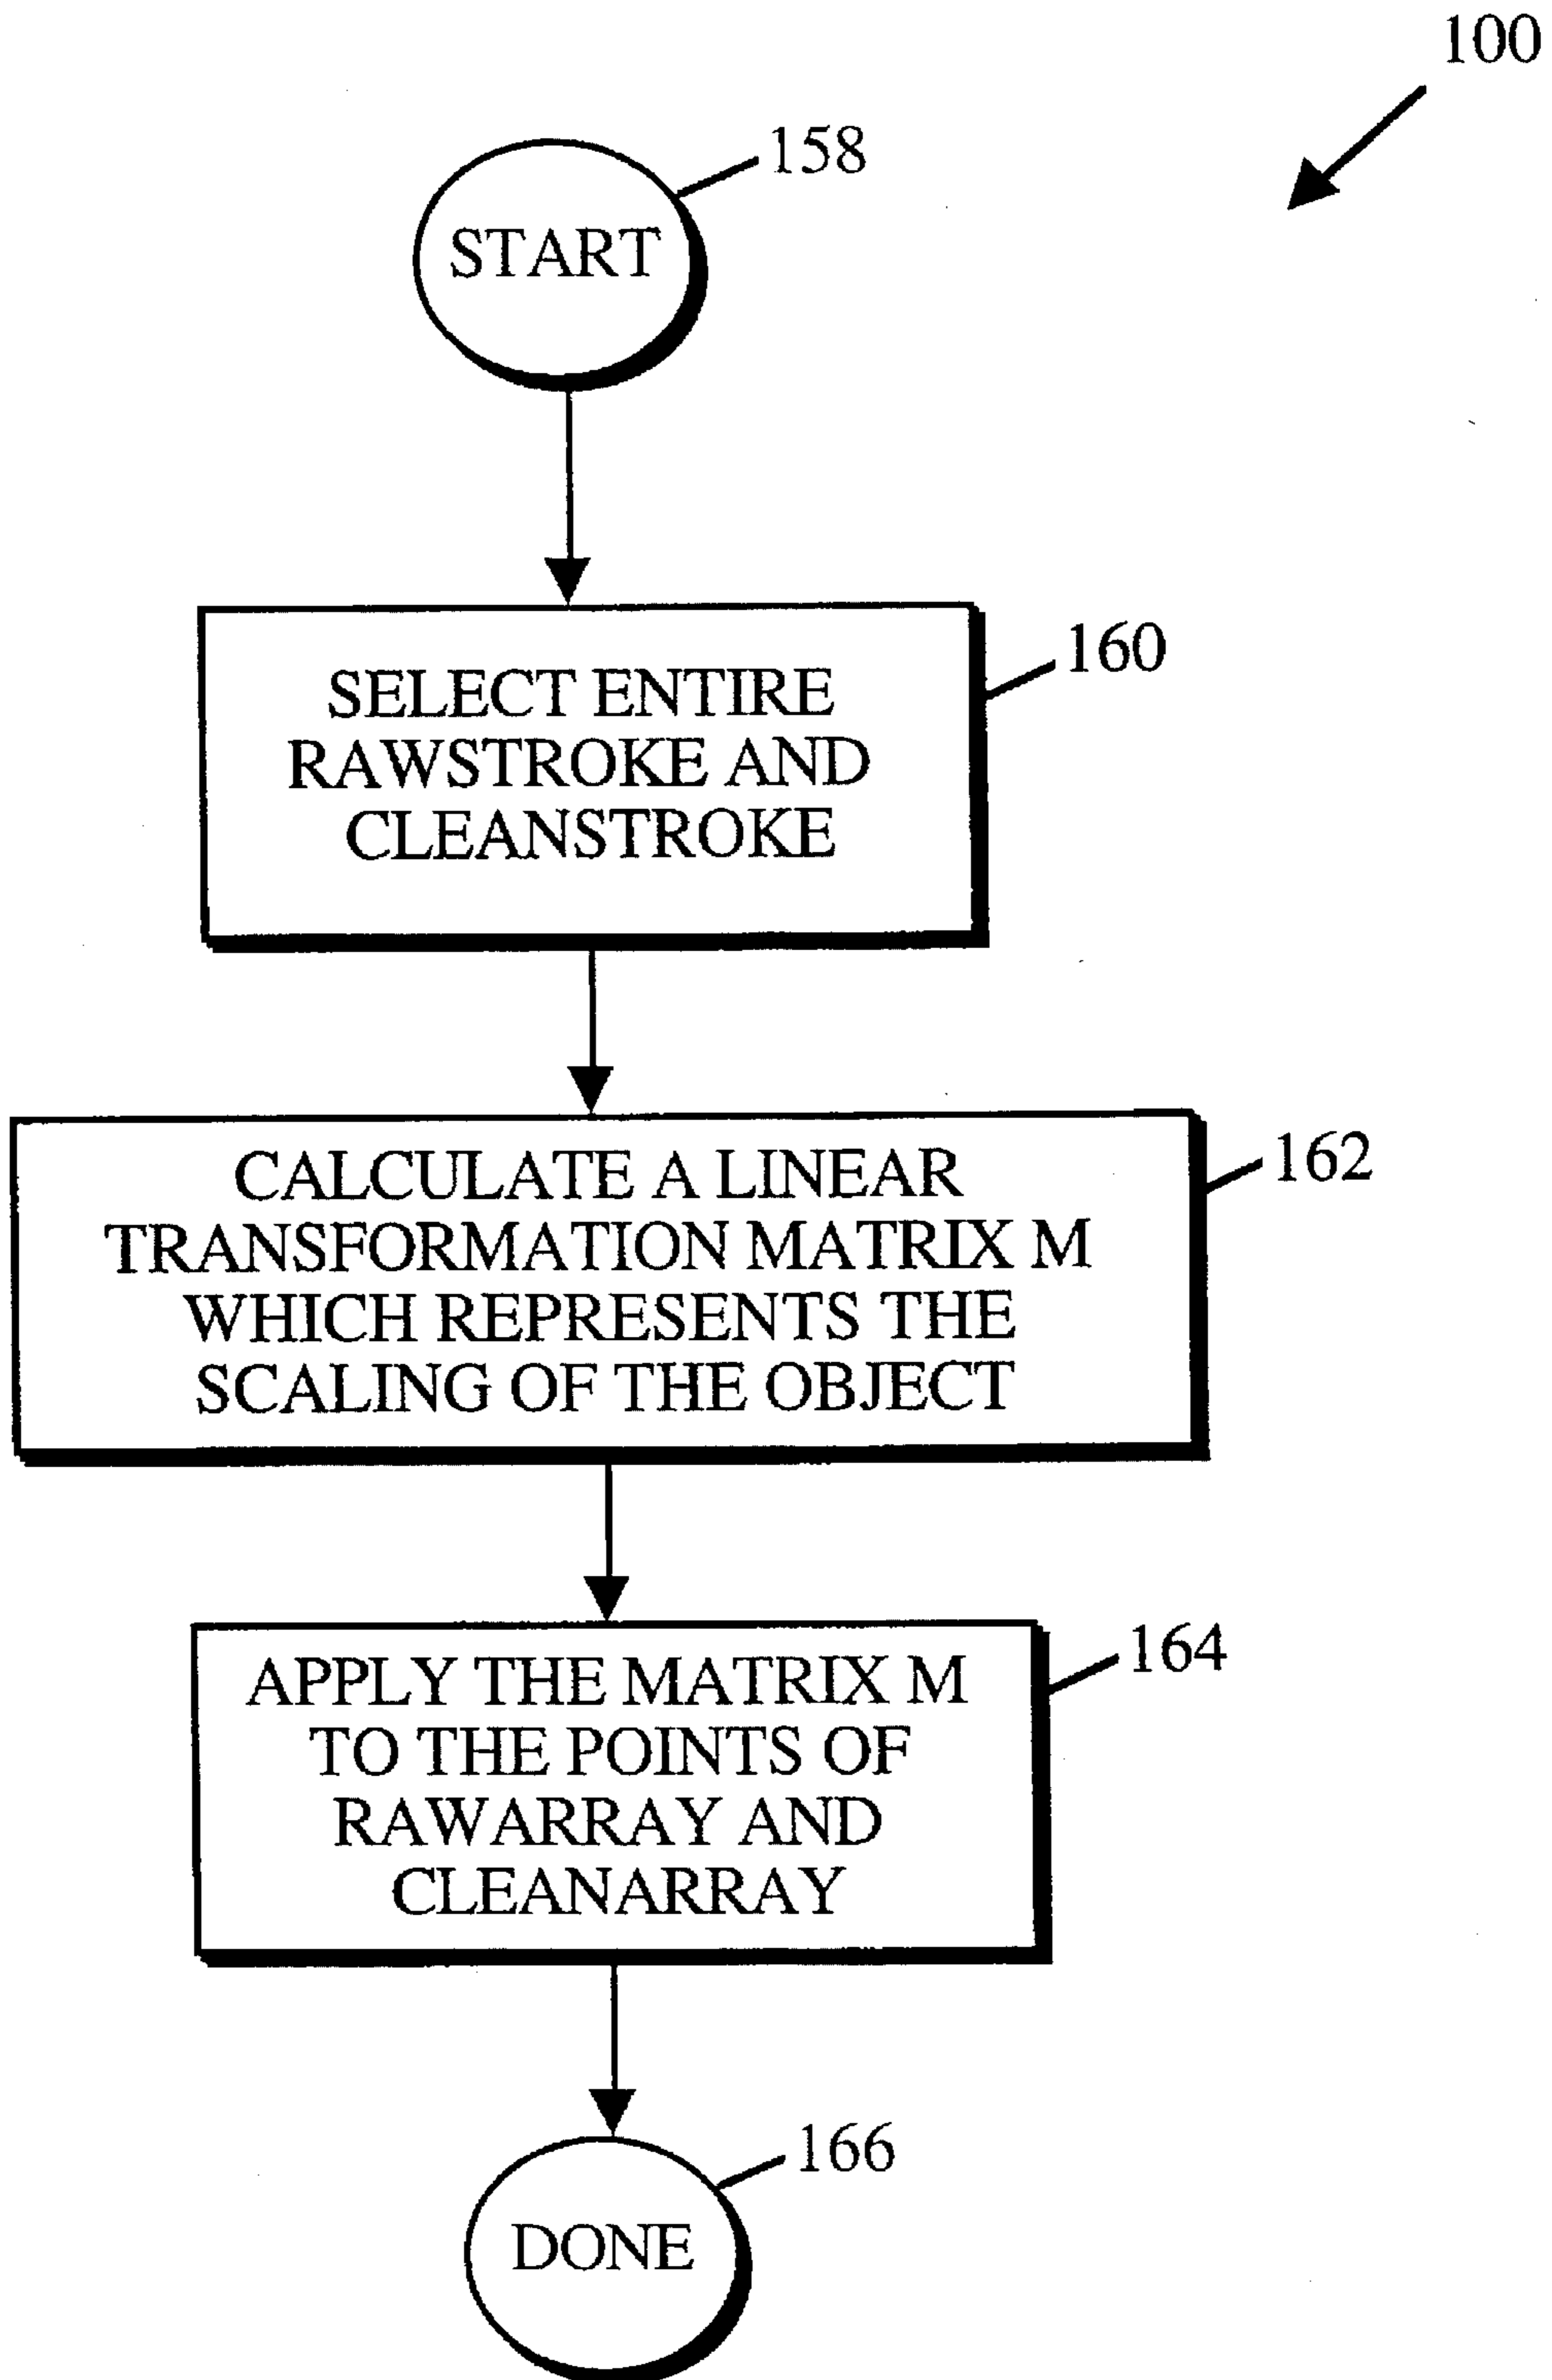 100
158
START
160
SELECT ENTIRE
RAWSTROKE AND
CLEANSTROKE
162
CALCULATE A LINEAR
TRANSFORMATION MATRIX M
WHICH REPRESENTS THE
SCALING OF THE OBJECT
164
APPLY THE MATRIX M
TO THE POINTS OF
RAWARRAY AND
CLEANARRAY
166
DONE